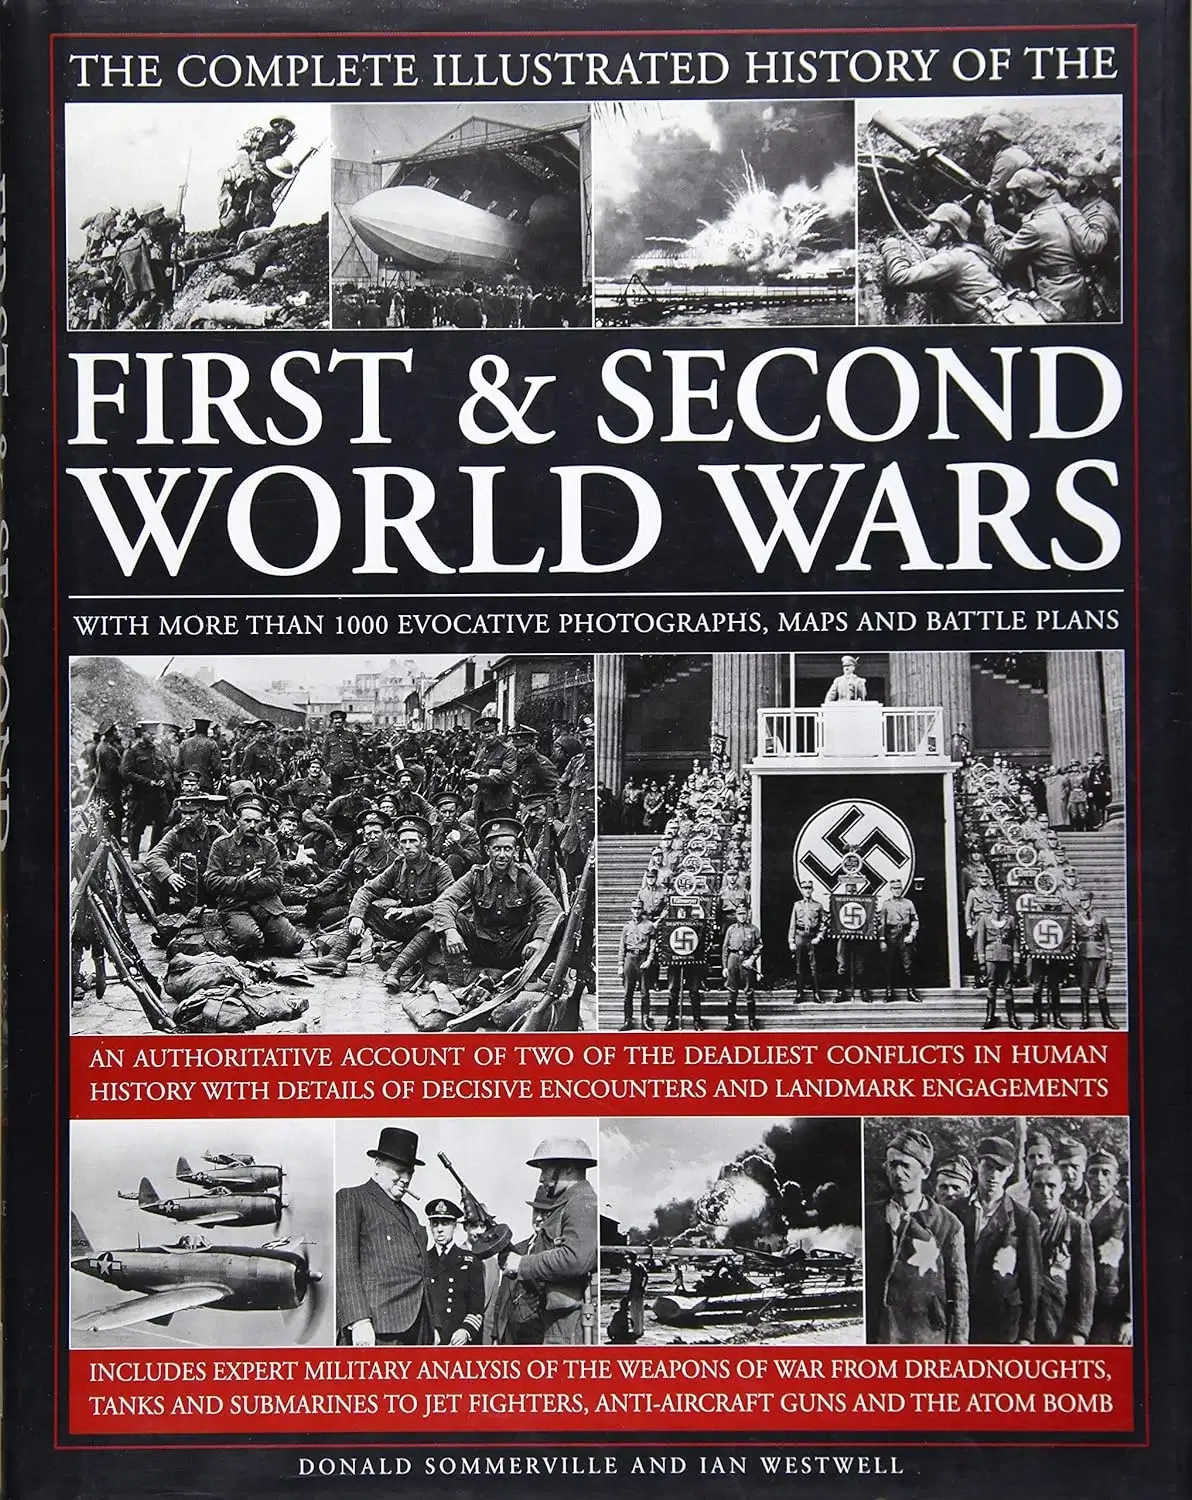 THE COMPLETE ILLUSTRATED HISTORY OF THE
FIRST & SECOND
WORLD WARS
WITH MORE THAN 1000 EVOCATIVE PHOTOGRAPHS, MAPS AND BATTLE PLANS
DEUTSCHLAND
AN AUTHORITATIVE ACCOUNT OF TWO OF THE DEADLIEST CONFLICTS IN HUMAN
HISTORY WITH DETAILS OF DECISIVE ENCOUNTERS AND LANDMARK ENGAGEMENTS
INCLUDES EXPERT MILITARY ANALYSIS OF THE WEAPONS OF WAR FROM DREADNOUGHTS,
TANKS AND SUBMARINES TO JET FIGHTERS, ANTI-AIRCRAFT GUNS AND THE ATOM BOMB
DONALD SOMMERVILLE AND IAN WESTWELL